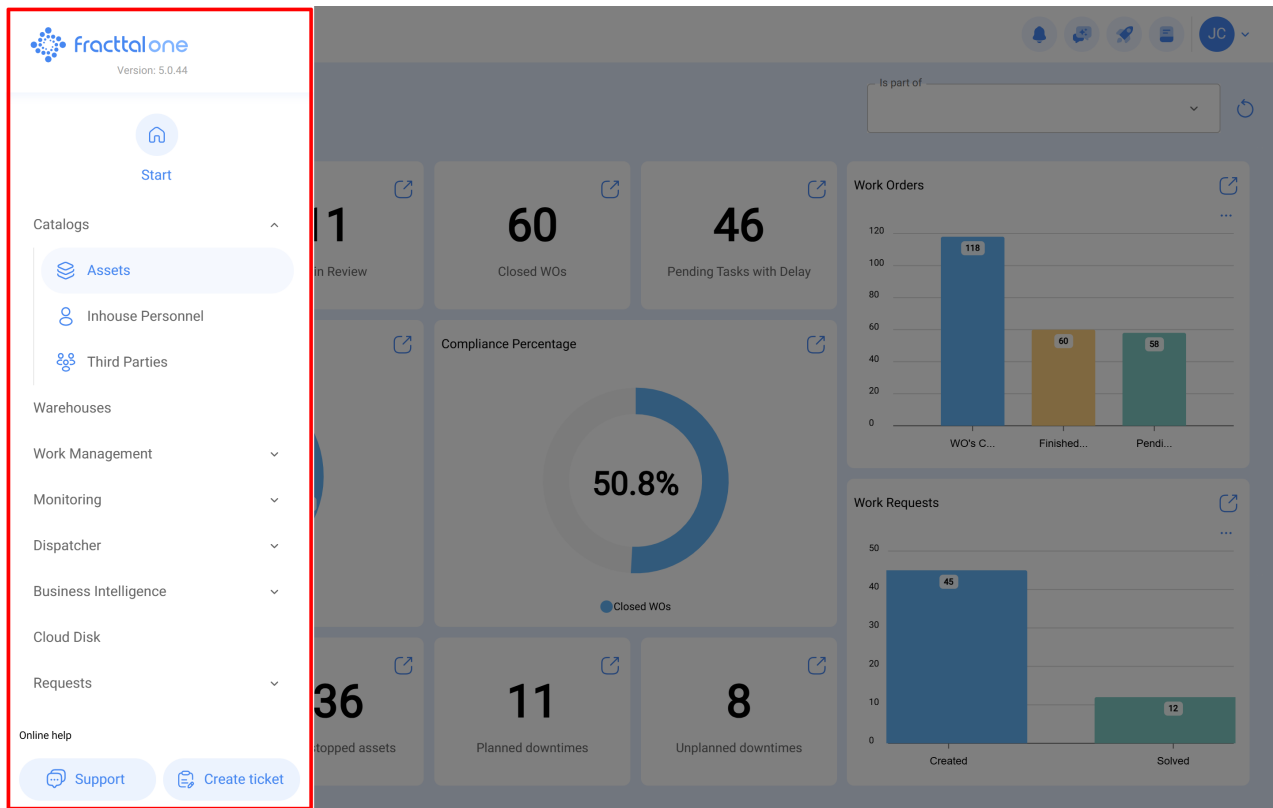 fracttalone
Version: 5.0.44
Start
Catalogs
Assets
Inhouse Personnel
Third Parties
Warehouses
Work Management
Monitoring
Dispatcher
Business Intelligence
Cloud Disk
Requests
Online help
Support
Create ticket
JC
Is part of
11
in Review
60
Closed WOs
46
Pending Tasks with Delay
Compliance Percentage
50.8%
Closed WOs
36
stopped assets
11
Planned downtimes
8
Unplanned downtimes
Work Orders
...
120
100
80
60
40
20
0
118
60
58
WO's C...
Finished...
Pendi...
Work Requests
...
50
40
30
20
10
0
45
12
Created
Solved